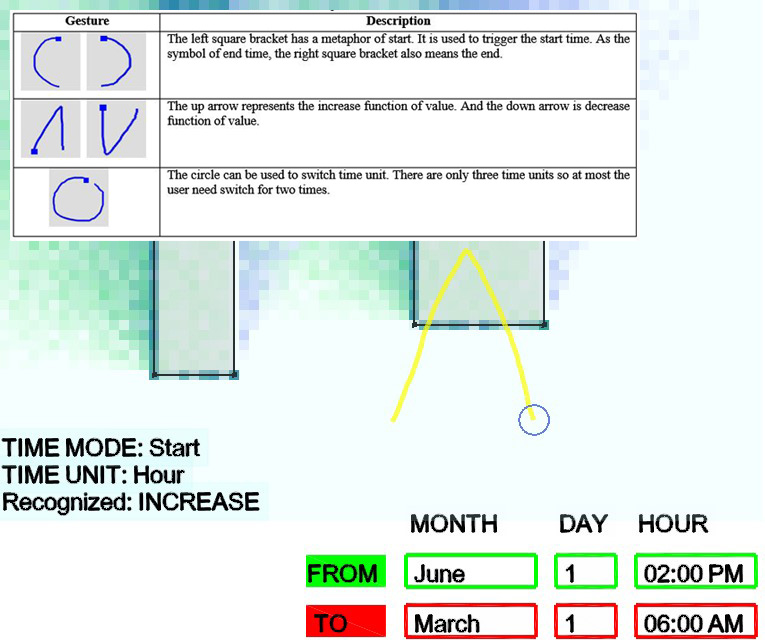 Gesture Description
The left square bracket has a metaphor of start. It is used to trigger the start time. As the
symbol of end time, the right square bracket also means the end.
The up arrow represents the increase function of value. And the down arrow is decrease
function of value.
The circle can be used to switch time unit. There are only three time units so at most the
user need switch for two times.
TIME MODE: Start
TIME UNIT: Hour
Recognized: INCREASE
MONTH DAY HOUR
FROM June 1 02:00 PM
TO March 1 06:00 AM